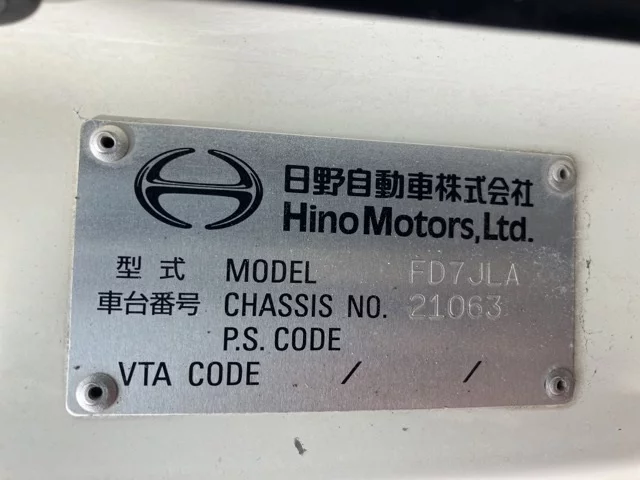 日野自動車株式会社
Hino Motors, Ltd.
型式 MODEL FD7JLA
車台番号 CHASSIS NO. 21063
P.S. CODE
VTA CODE / /